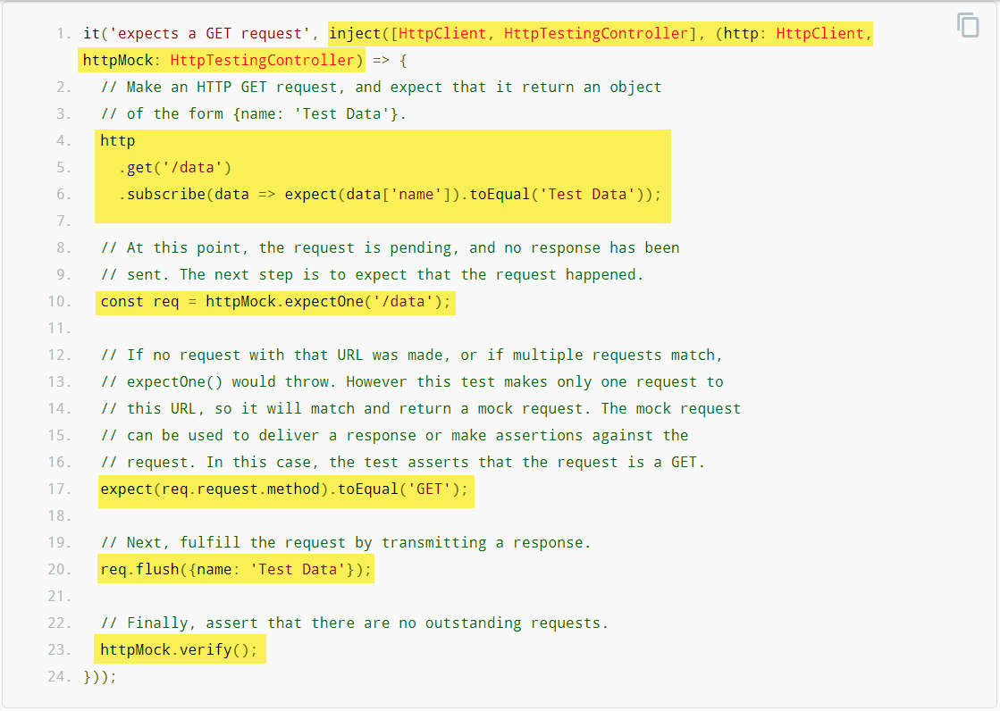 1. it('expects a GET request', inject([HttpClient, HttpTestingController], (http: HttpClient,
httpMock: HttpTestingController) => {
2. // Make an HTTP GET request, and expect that it return an object
3. // of the form {name: 'Test Data'}.
4. http
5. .get('/data')
6. .subscribe(data => expect(data['name']).toEqual('Test Data'));
7.
8. // At this point, the request is pending, and no response has been
9. // sent. The next step is to expect that the request happened.
10. const req = httpMock.expectOne('/data');
11.
12. // If no request with that URL was made, or if multiple requests match,
13. // expectOne() would throw. However this test makes only one request to
14. // this URL, so it will match and return a mock request. The mock request
15. // can be used to deliver a response or make assertions against the
16. // request. In this case, the test asserts that the request is a GET.
17. expect(req.request.method).toEqual('GET');
18.
19. // Next, fulfill the request by transmitting a response.
20. req.flush({name: 'Test Data'});
21.
22. // Finally, assert that there are no outstanding requests.
23. httpMock.verify();
24. }));